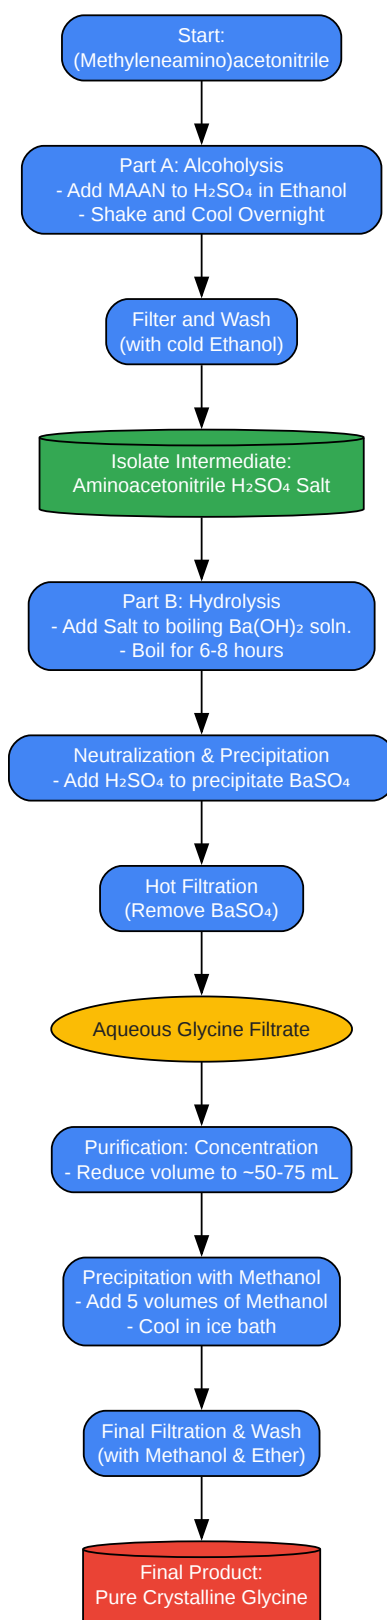 Start:
(Methyleneamino)acetonitrile
Part A: Alcoholysis
- Add MAAN to H₂SO₄ in Ethanol
- Shake and Cool Overnight
Filter and Wash
(with cold Ethanol)
Isolate Intermediate:
Aminoacetonitrile H₂SO₄ Salt
Part B: Hydrolysis
- Add Salt to boiling Ba(OH)₂ soln.
- Boil for 6-8 hours
Neutralization & Precipitation
- Add H₂SO₄ to precipitate BaSO₄
Hot Filtration
(Remove BaSO₄)
Aqueous Glycine Filtrate
Purification: Concentration
- Reduce volume to ~50-75 mL
Precipitation with Methanol
- Add 5 volumes of Methanol
- Cool in ice bath
Final Filtration & Wash
(with Methanol & Ether)
Final Product:
Pure Crystalline Glycine